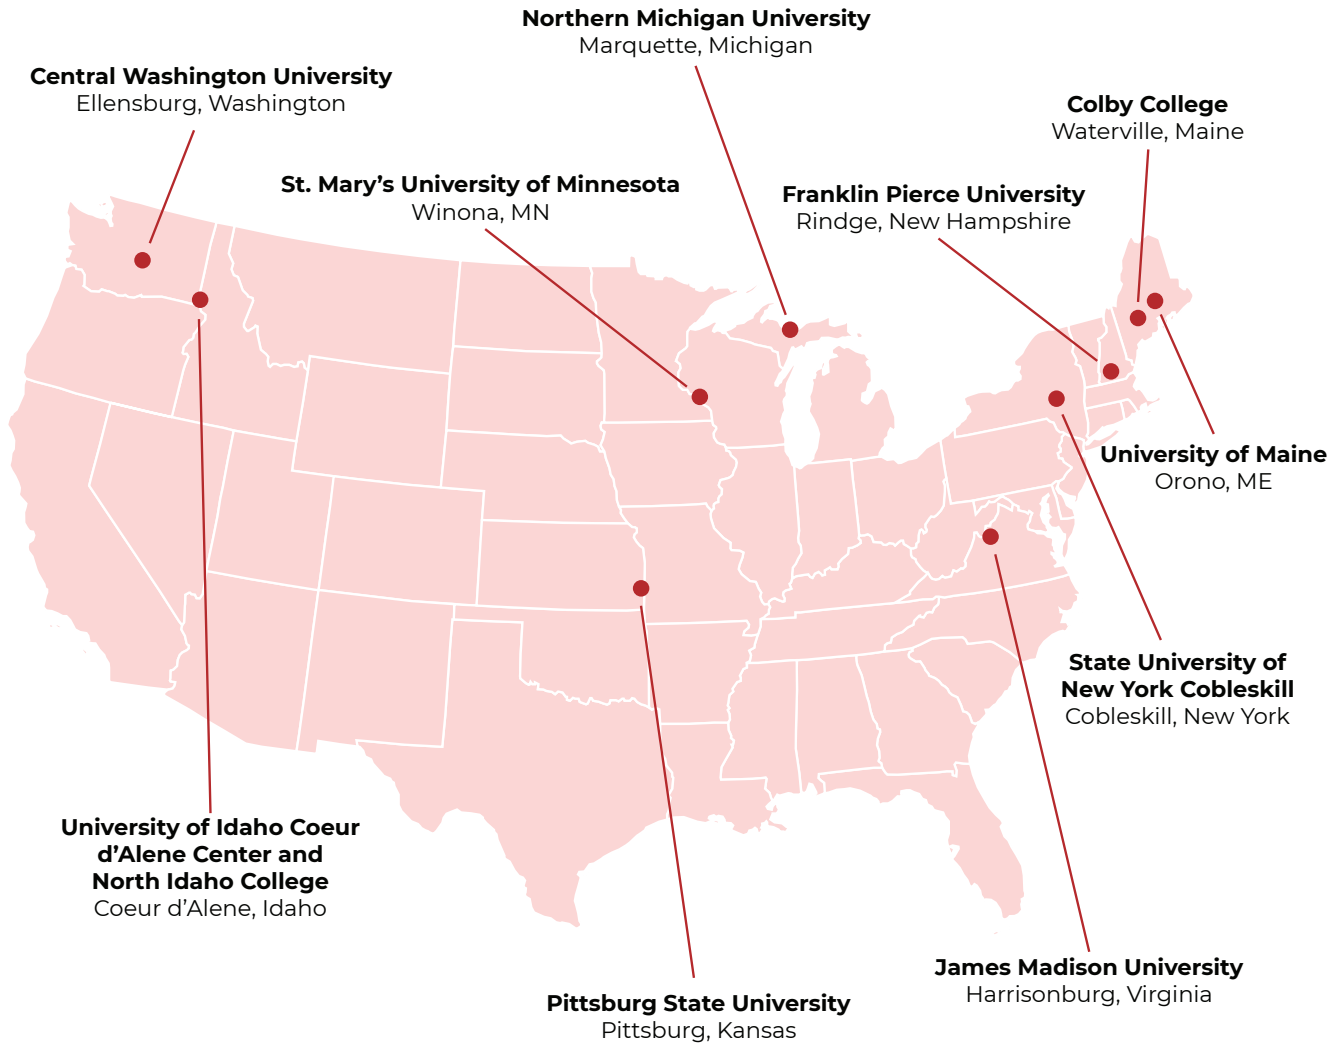 Northern Michigan University
Marquette, Michigan
Central Washington University
Ellensburg, Washington
Colby College
Waterville, Maine
St. Mary’s University of Minnesota
Winona, MN
Franklin Pierce University
Rindge, New Hampshire
University of Maine
Orono, ME
State University of
New York Cobleskill
Cobleskill, New York
University of Idaho Coeur
d’Alene Center and
North Idaho College
Coeur d’Alene, Idaho
James Madison University
Harrisonburg, Virginia
Pittsburg State University
Pittsburg, Kansas